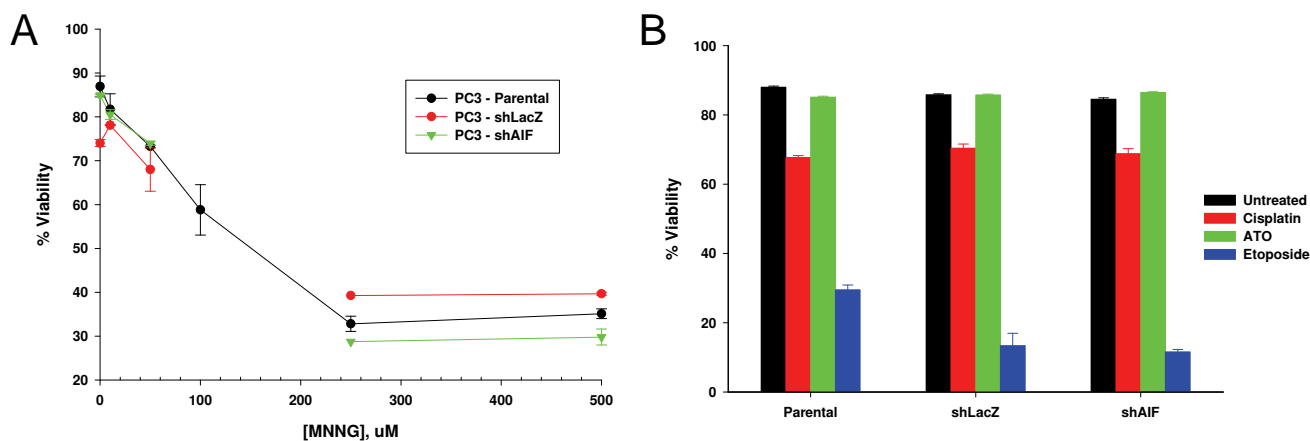 A
% Viability
100
90
80
70
60
50
40
30
20
0
100
200
300
400
500
[MNNG], uM
PC3 - Parental
PC3 - shLacZ
PC3 - shAIF
B
% Viability
100
80
60
40
20
0
Parental
shLacZ
shAIF
Untreated
Cisplatin
ATO
Etoposide